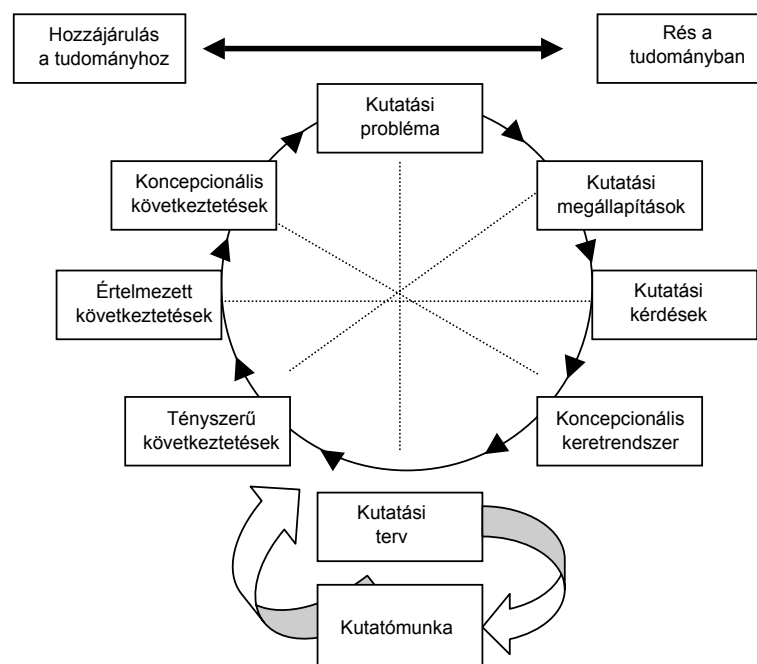 Hozzájárulás
a tudományhoz
Rés a
tudományban
Kutatási
probléma
Koncepcionális
következtetések
Kutatási
megállapítások
Értelmezett
következtetések
Kutatási
kérdések
Tényszerű
következtetések
Koncepcionális
keretrendszer
Kutatási
terv
Kutatómunka